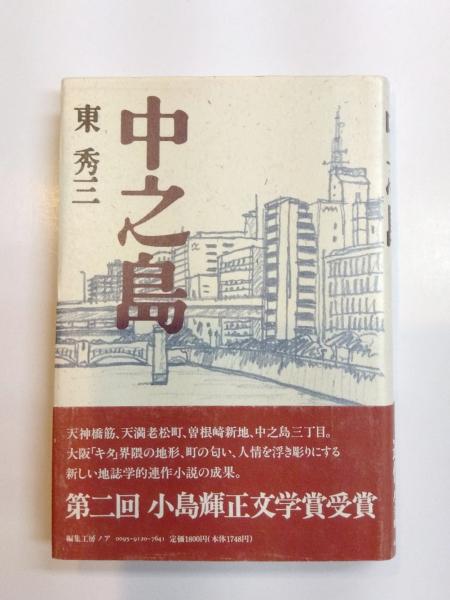 中之島
東 秀三
天神橋筋、天満老松町、曽根崎新地、中之島三丁目。
大阪「キタ」界隈の地形、町の匂い、人情を浮き彫りにする
新しい地誌学的連作小説の成果。
第二回 小島輝正文学賞受賞
編集工房ノア 0095-9120-7641 定価1800円(本体1748円)